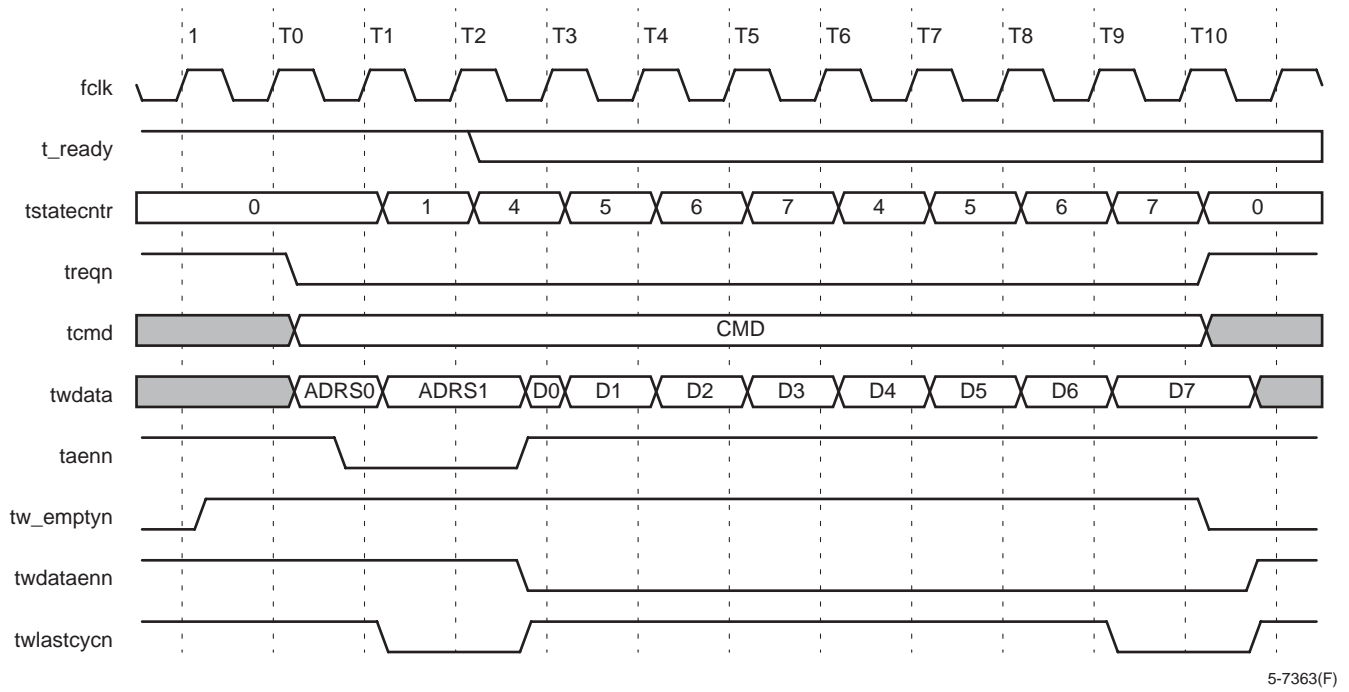 1 T0 T1 T2 T3 T4 T5 T6 T7 T8 T9 T10
fclk
t_ready
tstatecntr 0 1 4 5 6 7 4 5 6 7 0
treqn
tcmd CMD
twdata ADRS0 ADRS1 D0 D1 D2 D3 D4 D5 D6 D7
taenn
tw_emptyn
twdataenn
twlastcycn
5-7363(F)